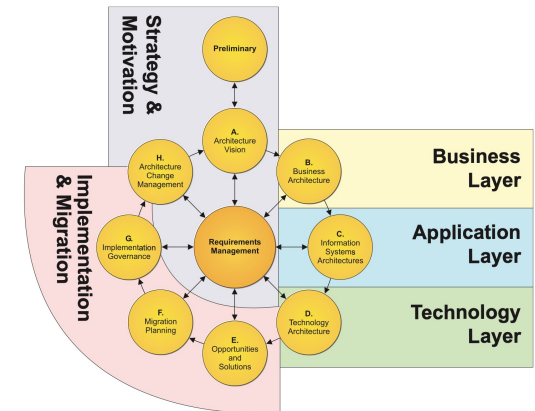 Strategy &
Motivation
Preliminary
A.
Architecture
Vision
H.
Architecture
Change
Management
B.
Business
Architecture
Business
Layer
Implementation
& Migration
G.
Implementation
Governance
Requirements
Management
C.
Information
Systems
Architectures
Application
Layer
F.
Migration
Planning
D.
Technology
Architecture
Technology
Layer
E.
Opportunities
and
Solutions